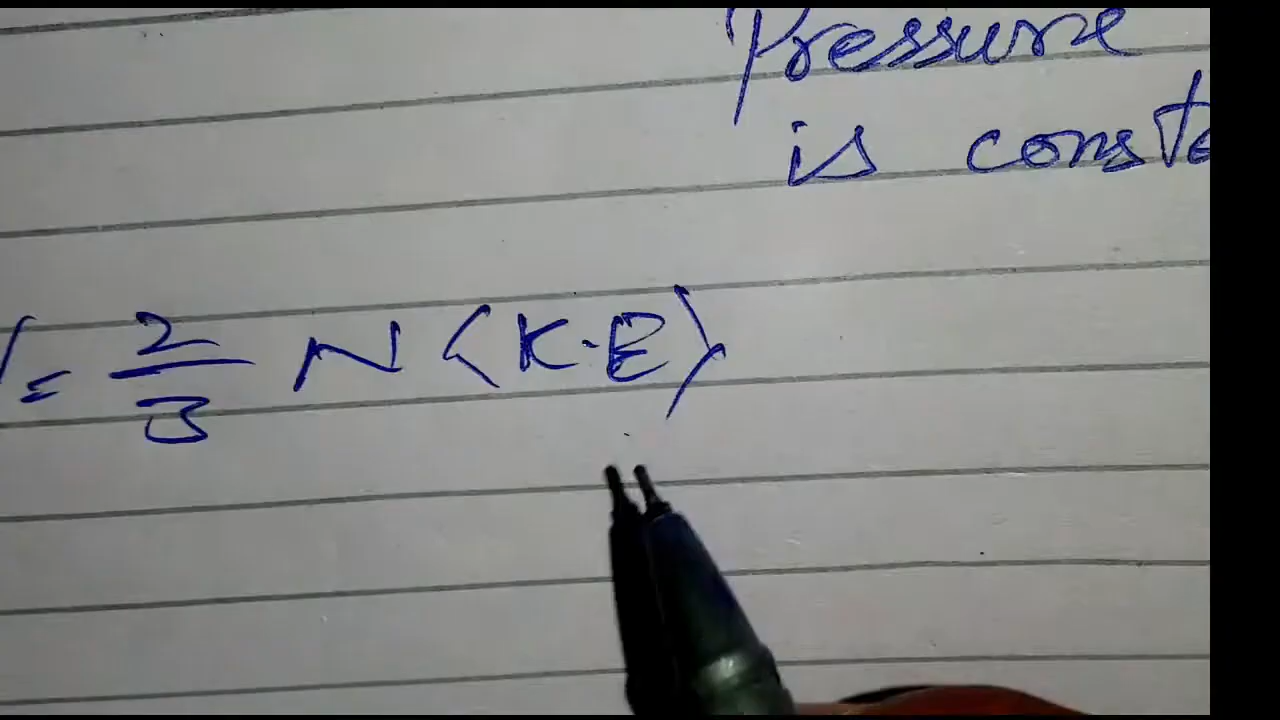 Pressure
is const
= 2/3 N ⟨K.E⟩